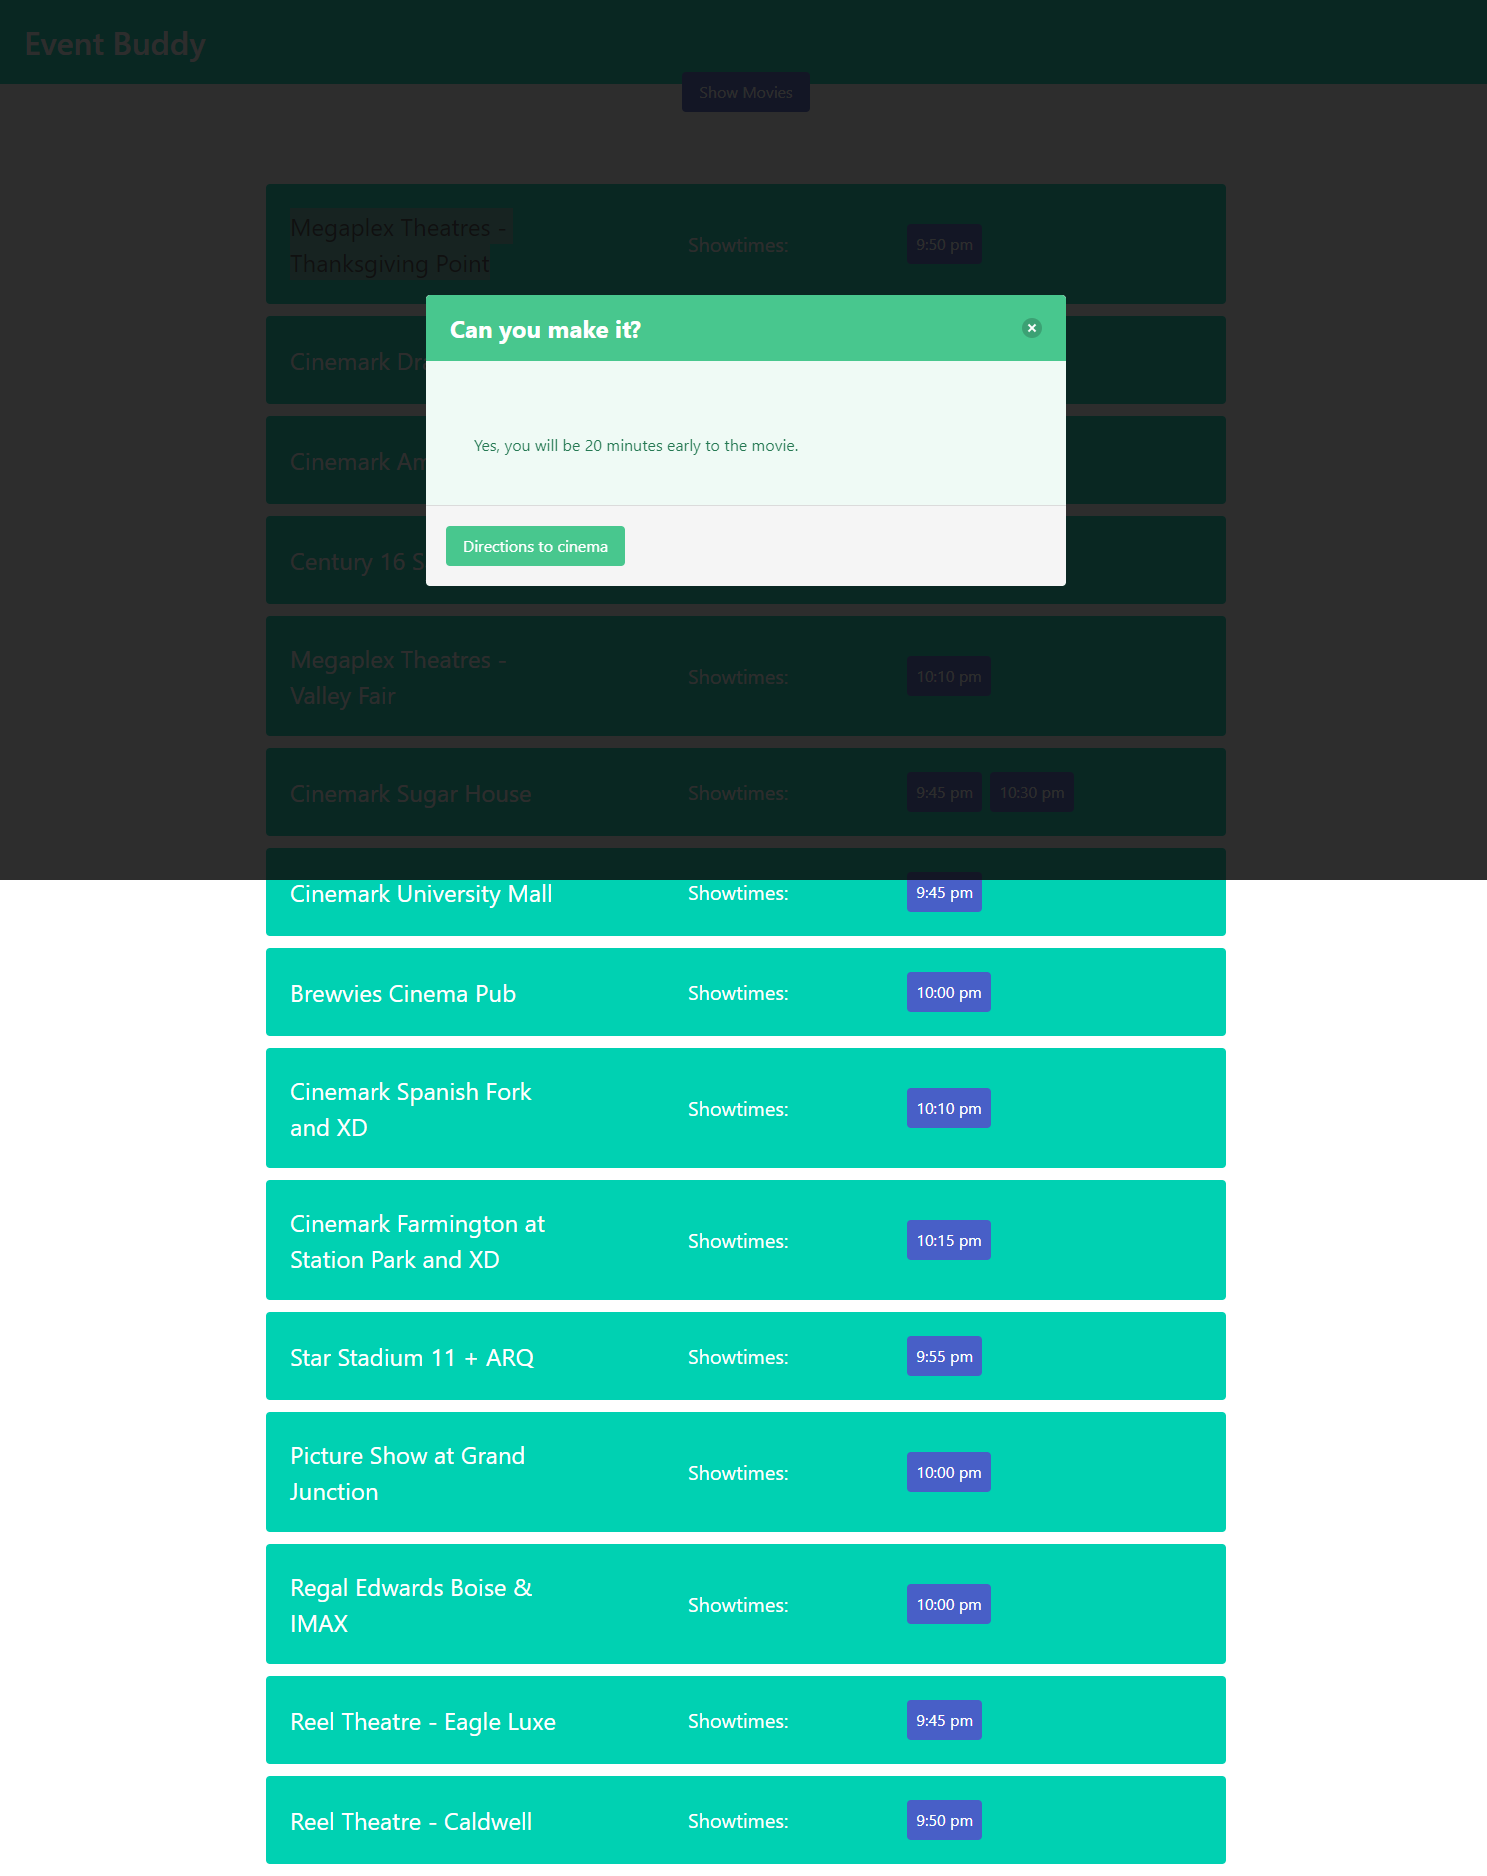 Event Buddy
Show Movies
Megaplex Theatres -
Thanksgiving Point
Showtimes:
9:50 pm
Can you make it?
Yes, you will be 20 minutes early to the movie.
Directions to cinema
Cinemark
Cinemark
Century 16
Megaplex Theatres -
Valley Fair
Showtimes:
10:10 pm
Cinemark Sugar House
Showtimes:
9:45 pm 10:30 pm
Cinemark University Mall
Showtimes:
9:45 pm
Brewvies Cinema Pub
Showtimes:
10:00 pm
Cinemark Spanish Fork
and XD
Showtimes:
10:10 pm
Cinemark Farmington at
Station Park and XD
Showtimes:
10:15 pm
Star Stadium 11 + ARQ
Showtimes:
9:55 pm
Picture Show at Grand
Junction
Showtimes:
10:00 pm
Regal Edwards Boise &
IMAX
Showtimes:
10:00 pm
Reel Theatre - Eagle Luxe
Showtimes:
9:45 pm
Reel Theatre - Caldwell
Showtimes:
9:50 pm